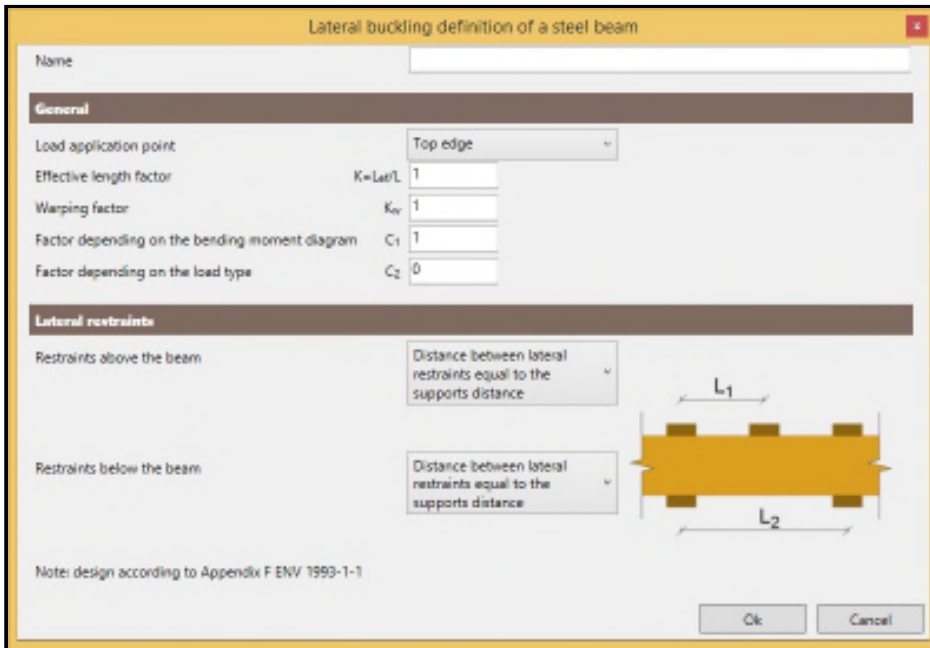 Lateral buckling definition of a steel beam
x
Name
General
Load application point Top edge
Effective length factor K=Lef/L 1
Warping factor Kw 1
Factor depending on the bending moment diagram C1 1
Factor depending on the load type C2 0
Lateral restraints
Restraints above the beam
Distance between lateral
restraints equal to the
supports distance
L1
Restraints below the beam
Distance between lateral
restraints equal to the
supports distance
L2
Note: design according to Appendix F ENV 1993-1-1
Ok Cancel